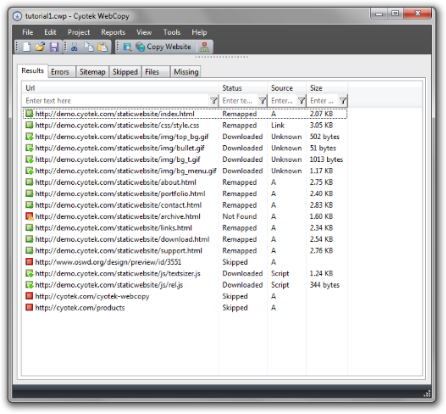 tutorial1.cwp - Cyotek WebCopy
File Edit Project Reports View Tools Help
Copy Website
Results Errors Sitemap Skipped Files Missing
Url Status Source Size
Enter text here Enter te... Enter... Enter ...
http://demo.cyotek.com/staticwebsite/index.html Remapped A 2.07 KB
http://demo.cyotek.com/staticwebsite/css/style.css Remapped Link 3.05 KB
http://demo.cyotek.com/staticwebsite/img/top_bg.gif Downloaded Unknown 502 bytes
http://demo.cyotek.com/staticwebsite/img/bullet.gif Downloaded Unknown 51 bytes
http://demo.cyotek.com/staticwebsite/img/bg_t.gif Downloaded Unknown 1013 bytes
http://demo.cyotek.com/staticwebsite/img/bg_menu.gif Downloaded Unknown 1.17 KB
http://demo.cyotek.com/staticwebsite/about.html Remapped A 2.75 KB
http://demo.cyotek.com/staticwebsite/portfolio.html Remapped A 2.40 KB
http://demo.cyotek.com/staticwebsite/contact.html Remapped A 2.83 KB
http://demo.cyotek.com/staticwebsite/archive.html Not Found A 1.60 KB
http://demo.cyotek.com/staticwebsite/links.html Remapped A 2.34 KB
http://demo.cyotek.com/staticwebsite/download.html Remapped A 2.54 KB
http://demo.cyotek.com/staticwebsite/support.html Remapped A 2.76 KB
http://www.oswd.org/design/preview/id/3551 Skipped A
http://demo.cyotek.com/staticwebsite/js/textsizer.js Downloaded Script 1.24 KB
http://demo.cyotek.com/staticwebsite/js/rel.js Downloaded Script 344 bytes
http://cyotek.com/cyotek-webcopy Skipped A
http://cyotek.com/products Skipped A